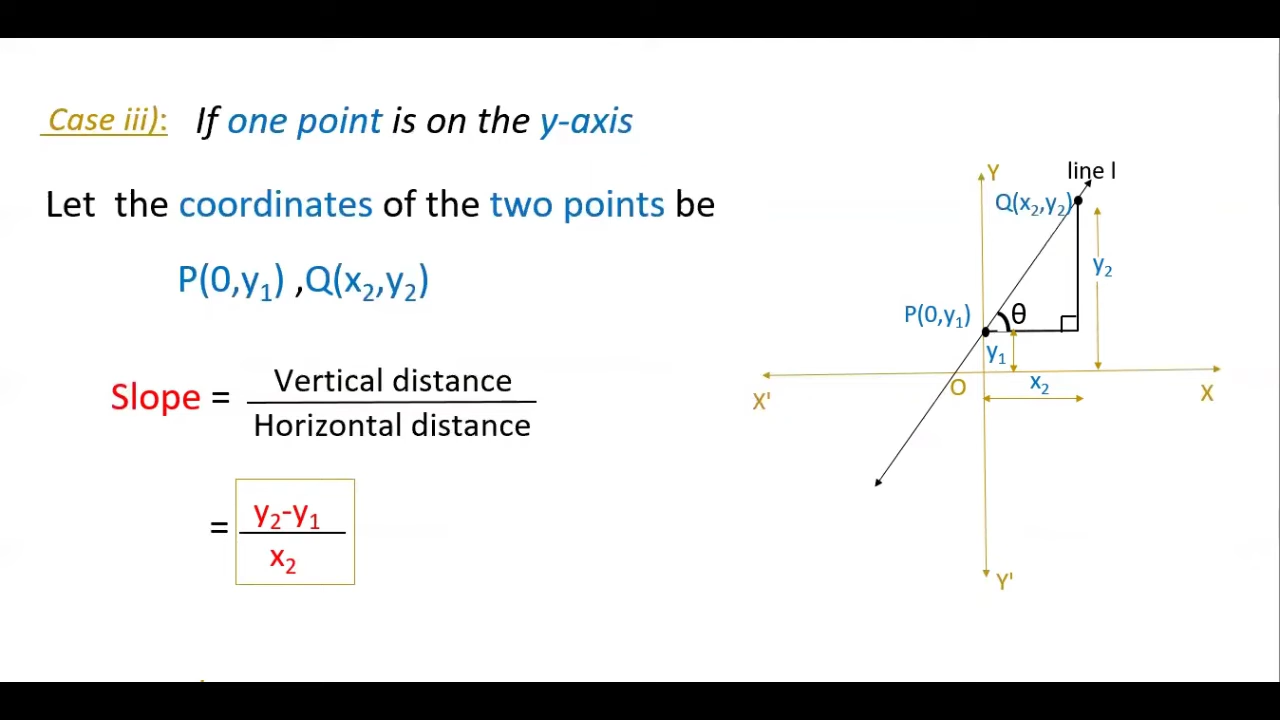 Case iii): If one point is on the y-axis
Let the coordinates of the two points be
P(0,y₁) ,Q(x₂,y₂)
Slope = Vertical distance
Horizontal distance
= y₂-y₁
x₂
Y
line l
Q(x₂,y₂)
y₂
P(0,y₁)
θ
y₁
X'
O
x₂
X
Y'